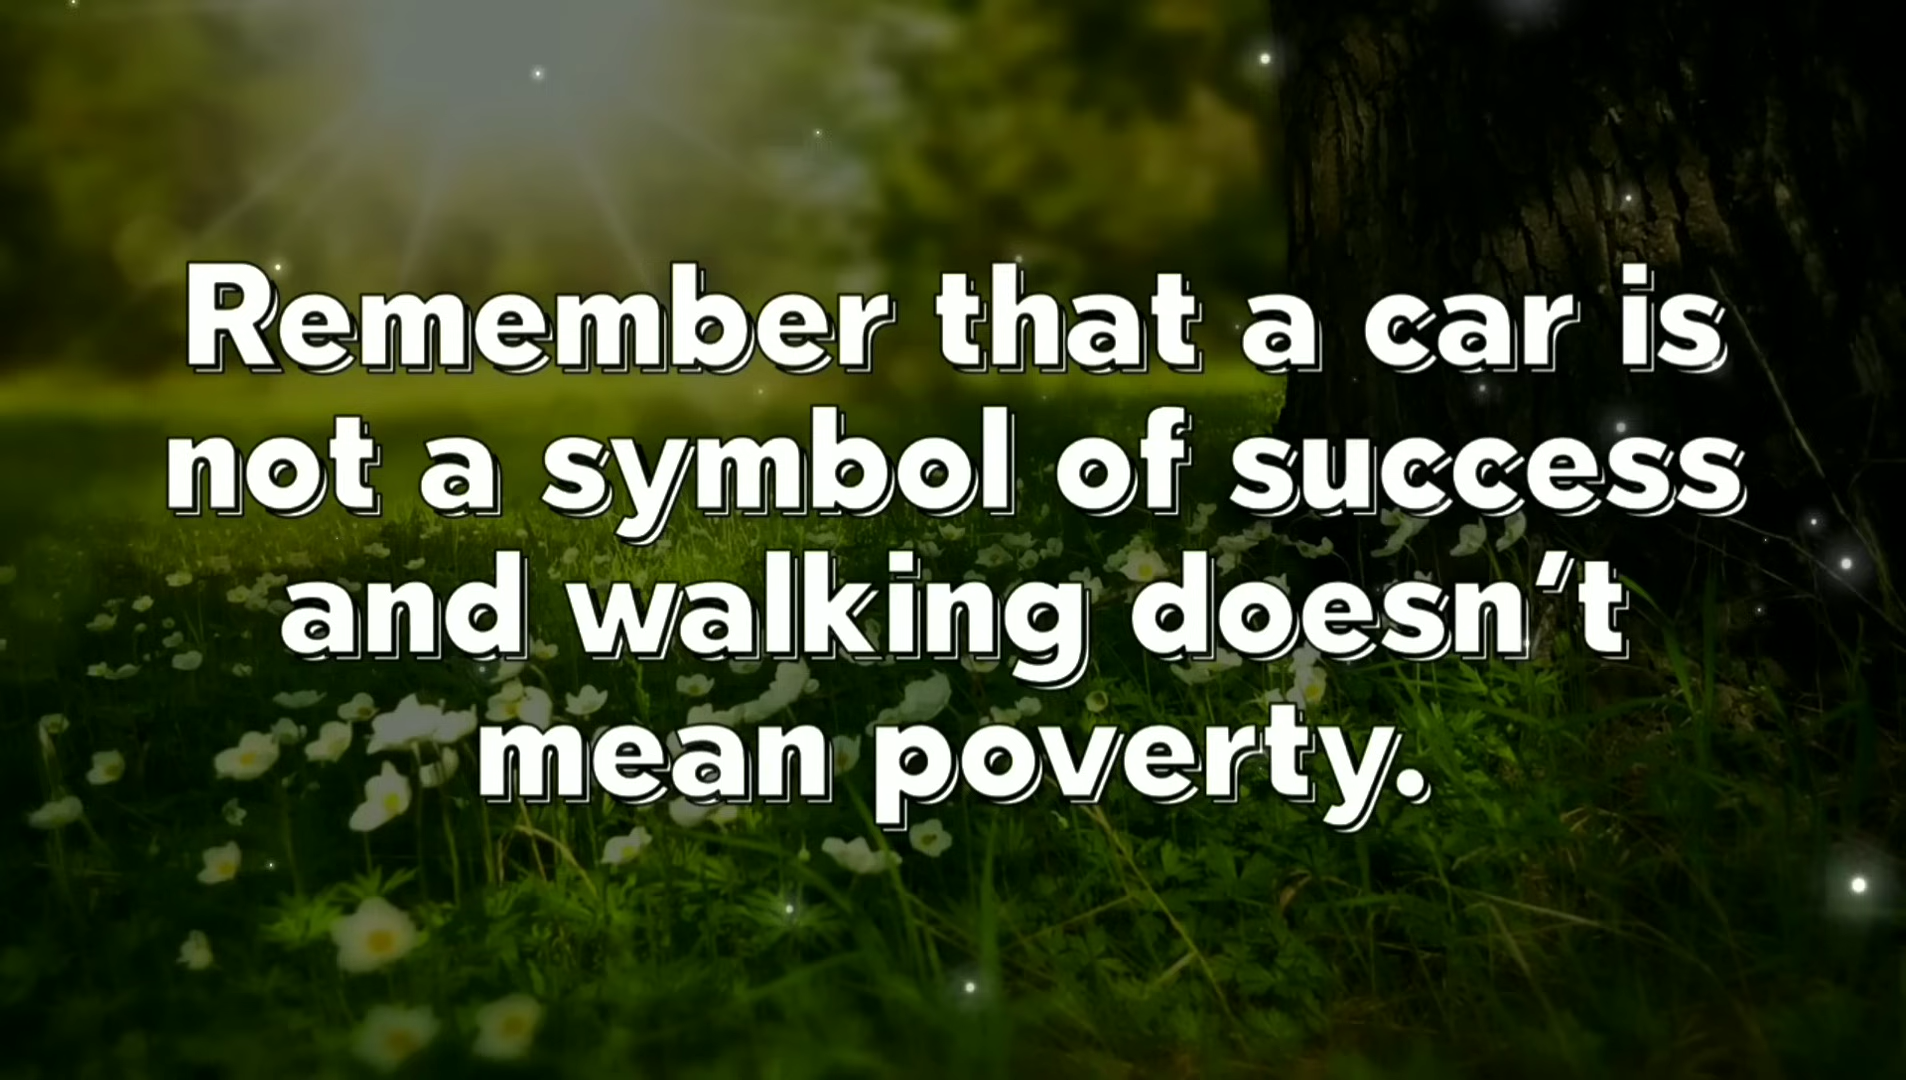 Remember that a car is
not a symbol of success
and walking doesn’t
mean poverty.